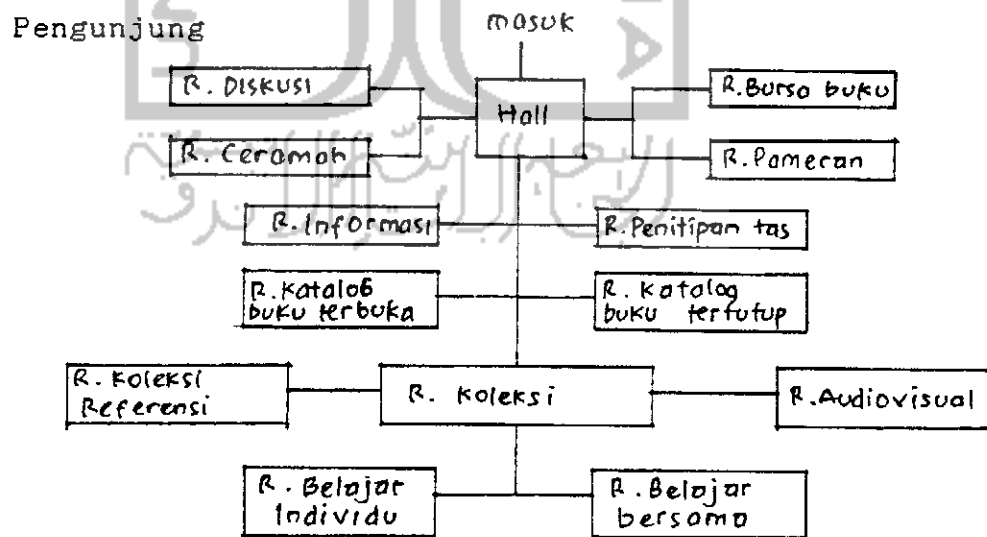 Pengunjung
masuk
R. Diskusi
Hall
R. Bursa buku
R. Ceramah
R. Pameran
R. Informasi
R. Penitipan tas
R. Katalog
buku terbuka
R. Katalog
buku tertutup
R. Koleksi
Referensi
R. Koleksi
R. Audiovisual
R. Belajar
Individu
R. Belajar
bersama